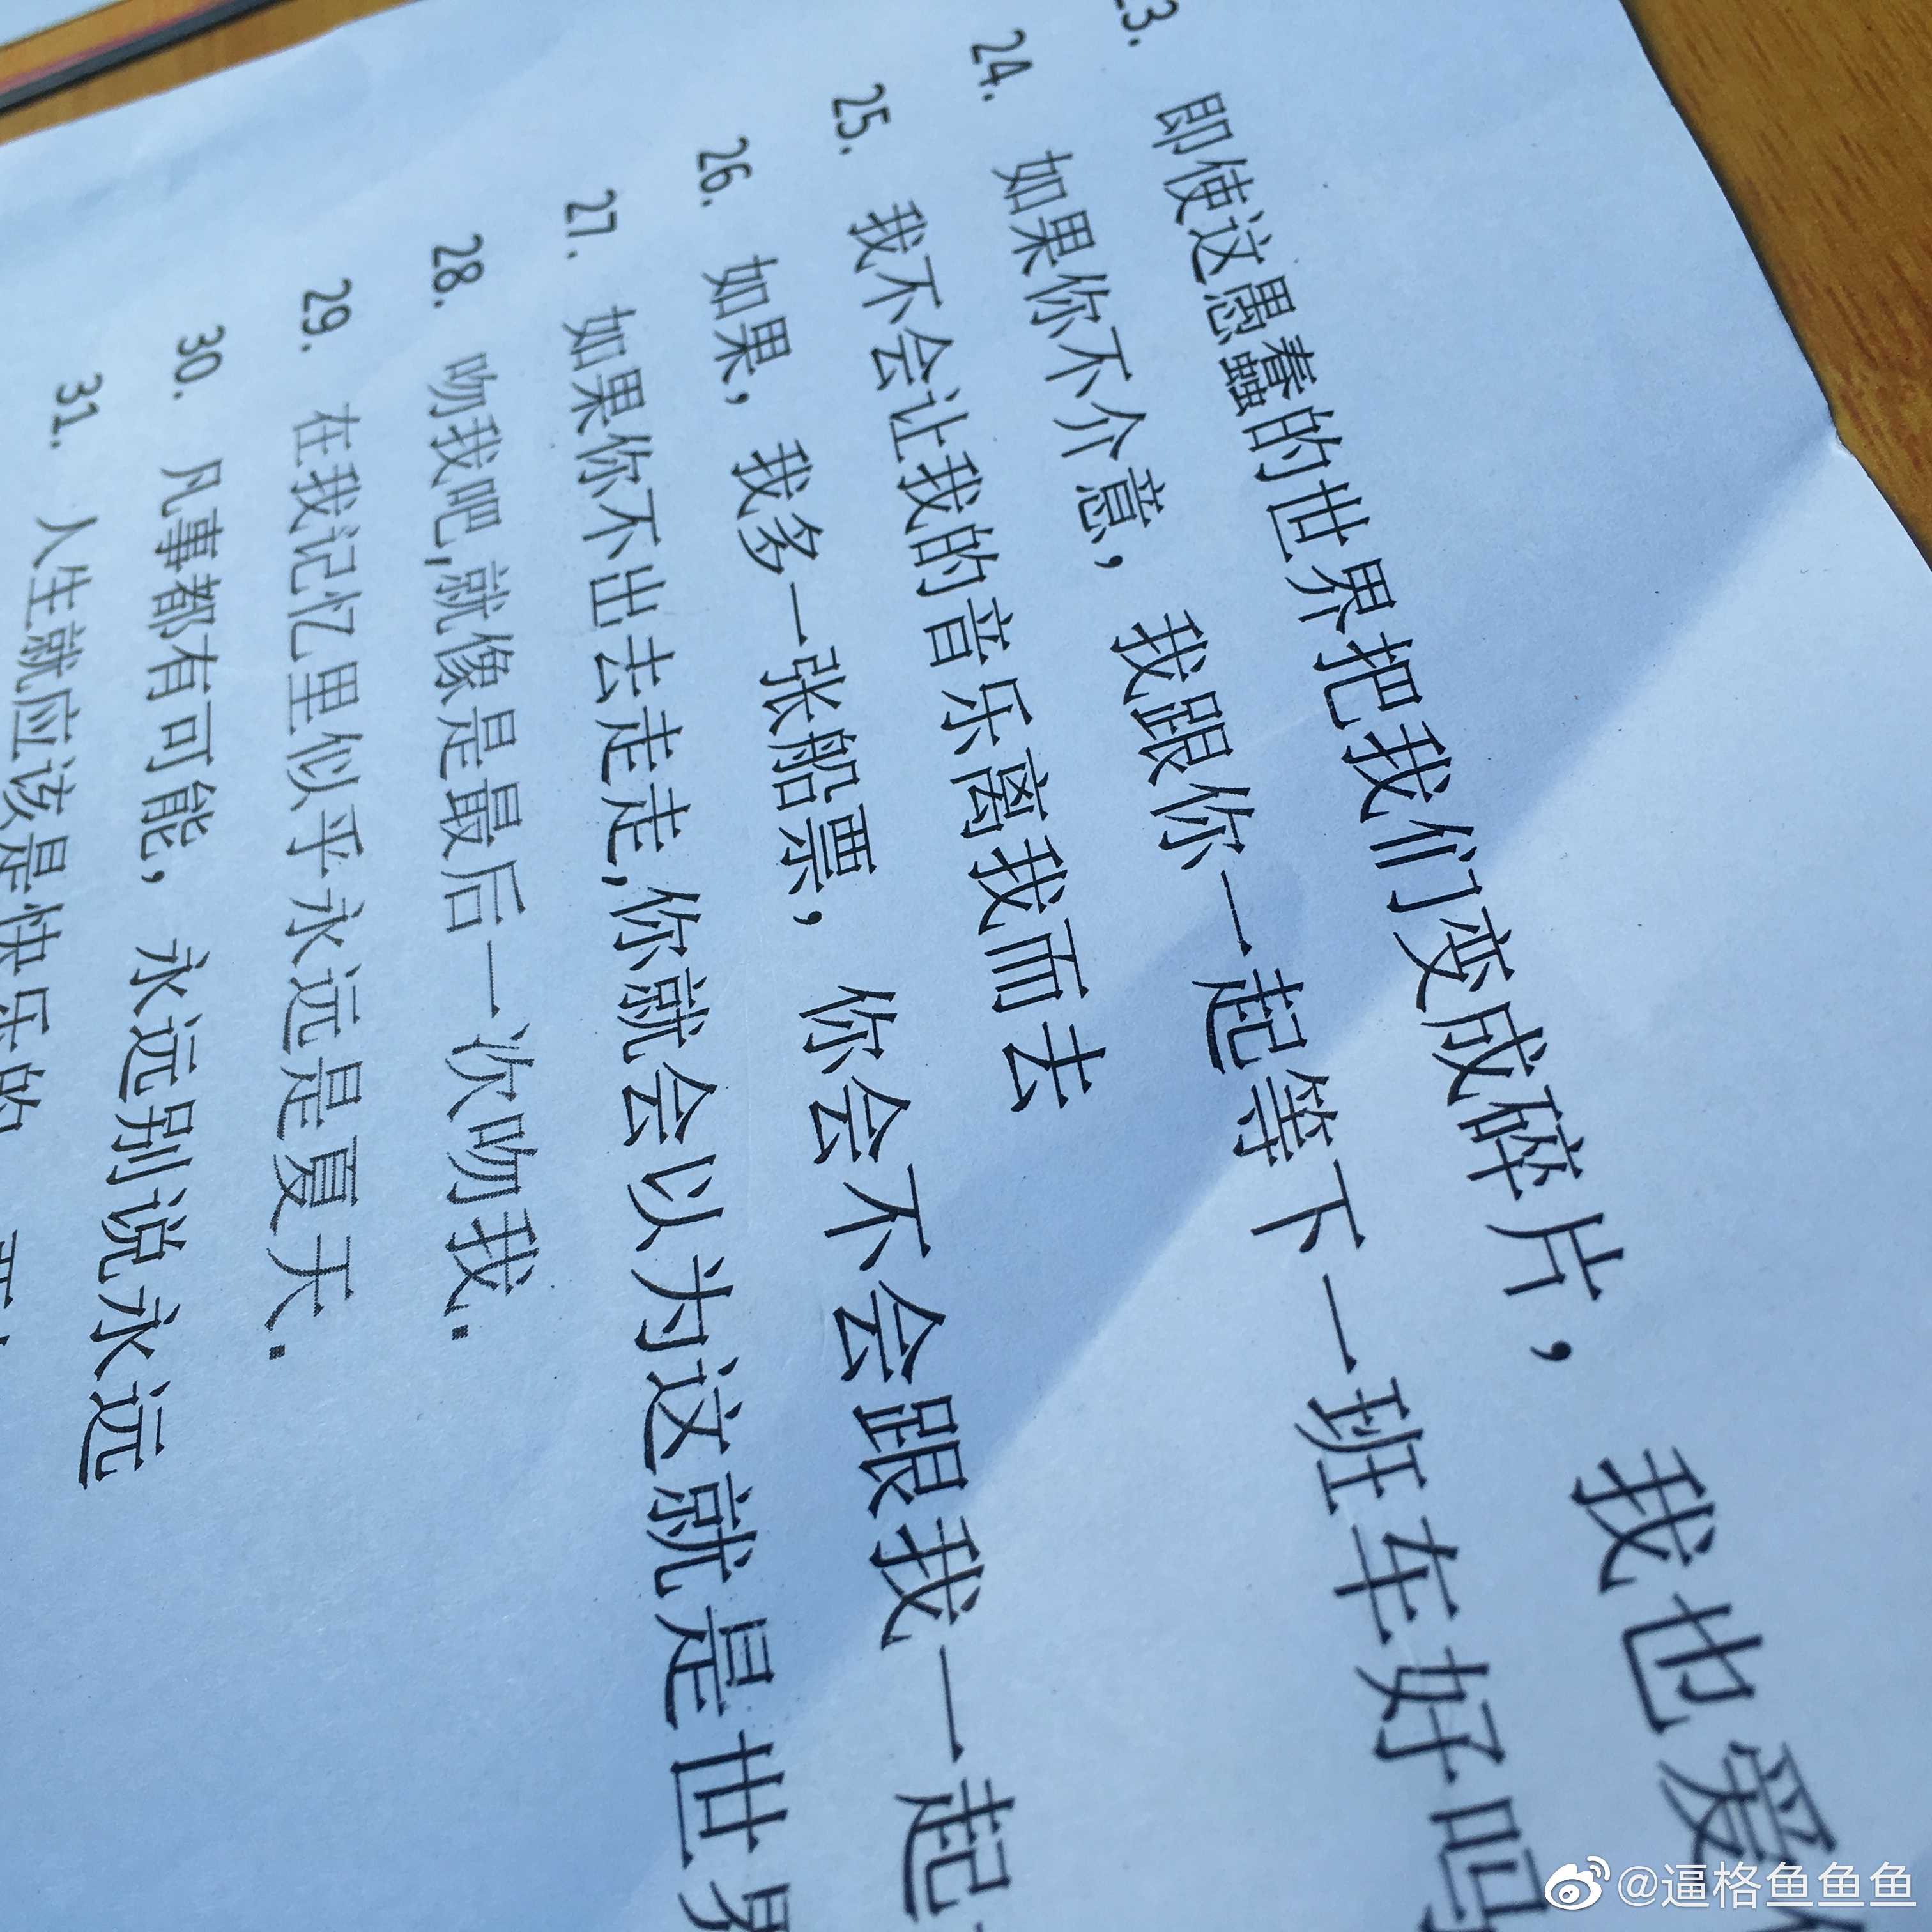 23. 即使这愚蠢的世界把我们变成碎片，我也爱
24. 如果你不介意，我跟你一起等下一班车好吗
25. 我不会让我的音乐离我而去
26. 如果，我多一张船票，你会不会跟我一起
27. 如果你不出去走走,你就会以为这就是世界
28. 吻我吧,就像是最后一次吻我.
29. 在我记忆里似乎永远是夏天.
30. 凡事都有可能，永远别说永远
31. 人生就应该是快乐的
@逼格鱼鱼鱼